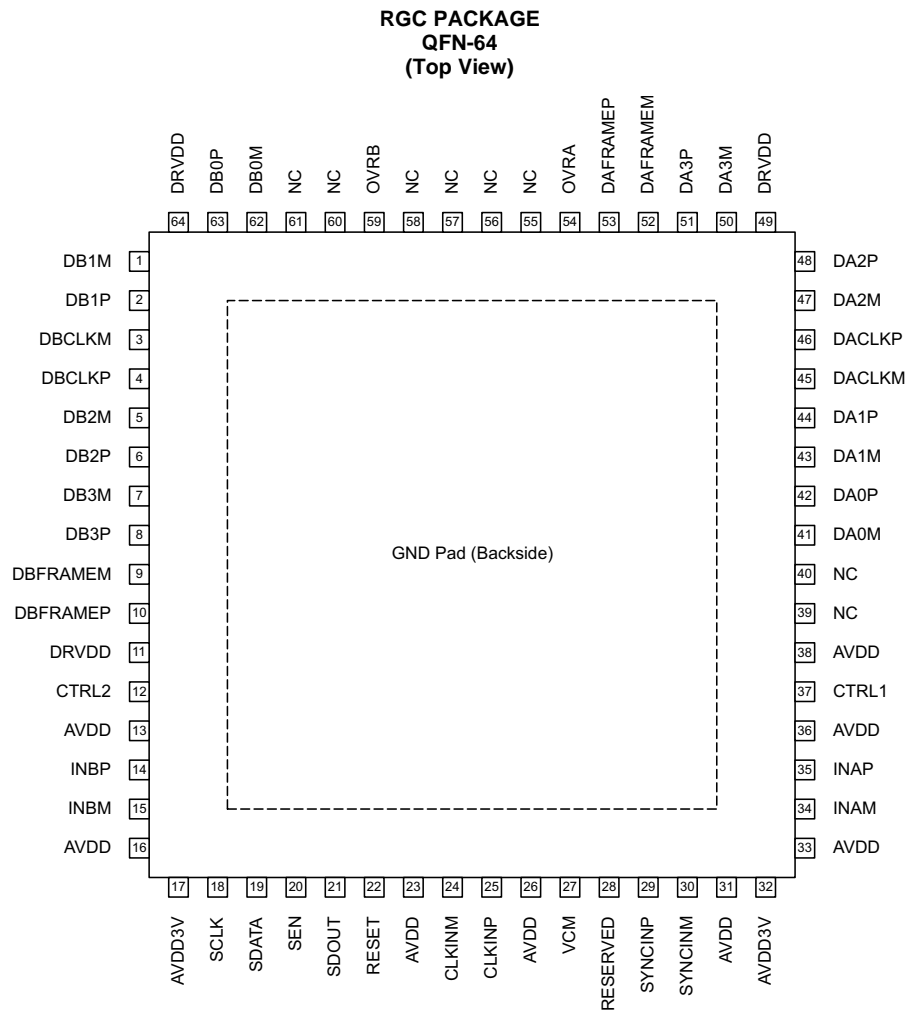 RGC PACKAGE
QFN-64
(Top View)
DRVDD
DB0P
DB0M
NC
NC
OVRB
NC
NC
NC
NC
OVRA
DAFRAMEP
DAFRAMEM
DA3P
DA3M
DRVDD
64
63
62
61
60
59
58
57
56
55
54
53
52
51
50
49
DB1M 1
DB1P 2
DBCLKM 3
DBCLKP 4
DB2M 5
DB2P 6
DB3M 7
DB3P 8
DBFRAMEM 9
DBFRAMEP 10
DRVDD 11
CTRL2 12
AVDD 13
INBP 14
INBM 15
AVDD 16
GND Pad (Backside)
48 DA2P
47 DA2M
46 DACLKP
45 DACLKM
44 DA1P
43 DA1M
42 DA0P
41 DA0M
40 NC
39 NC
38 AVDD
37 CTRL1
36 AVDD
35 INAP
34 INAM
33 AVDD
17
18
19
20
21
22
23
24
25
26
27
28
29
30
31
32
AVDD3V
SCLK
SDATA
SEN
SDOUT
RESET
AVDD
CLKINM
CLKINP
AVDD
VCM
RESERVED
SYNCINP
SYNCINM
AVDD
AVDD3V